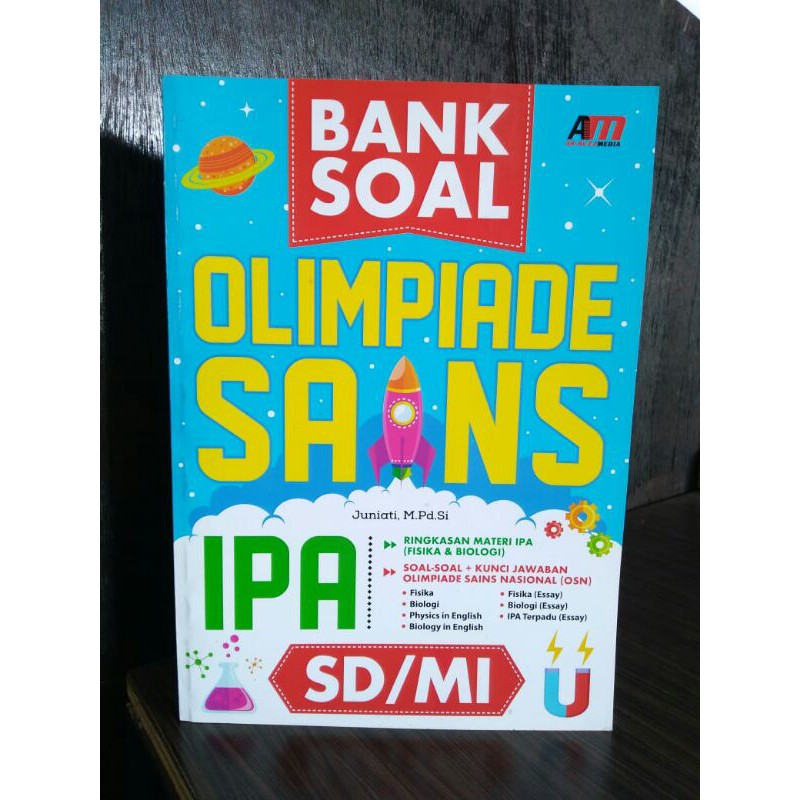 BANK
SOAL
AM
MEDIA
OLIMPIADE
SAINS
Juniati, M.Pd.Si
IPA
RINGKASAN MATERI IPA
(FISIKA & BIOLOGI)
SOAL-SOAL + KUNCI JAWABAN
OLIMPIADE SAINS NASIONAL (OSN)
• Fisika
• Biologi
• Physics in English
• Biology in English
• Fisika (Essay)
• Biologi (Essay)
• IPA Terpadu (Essay)
SD/MI